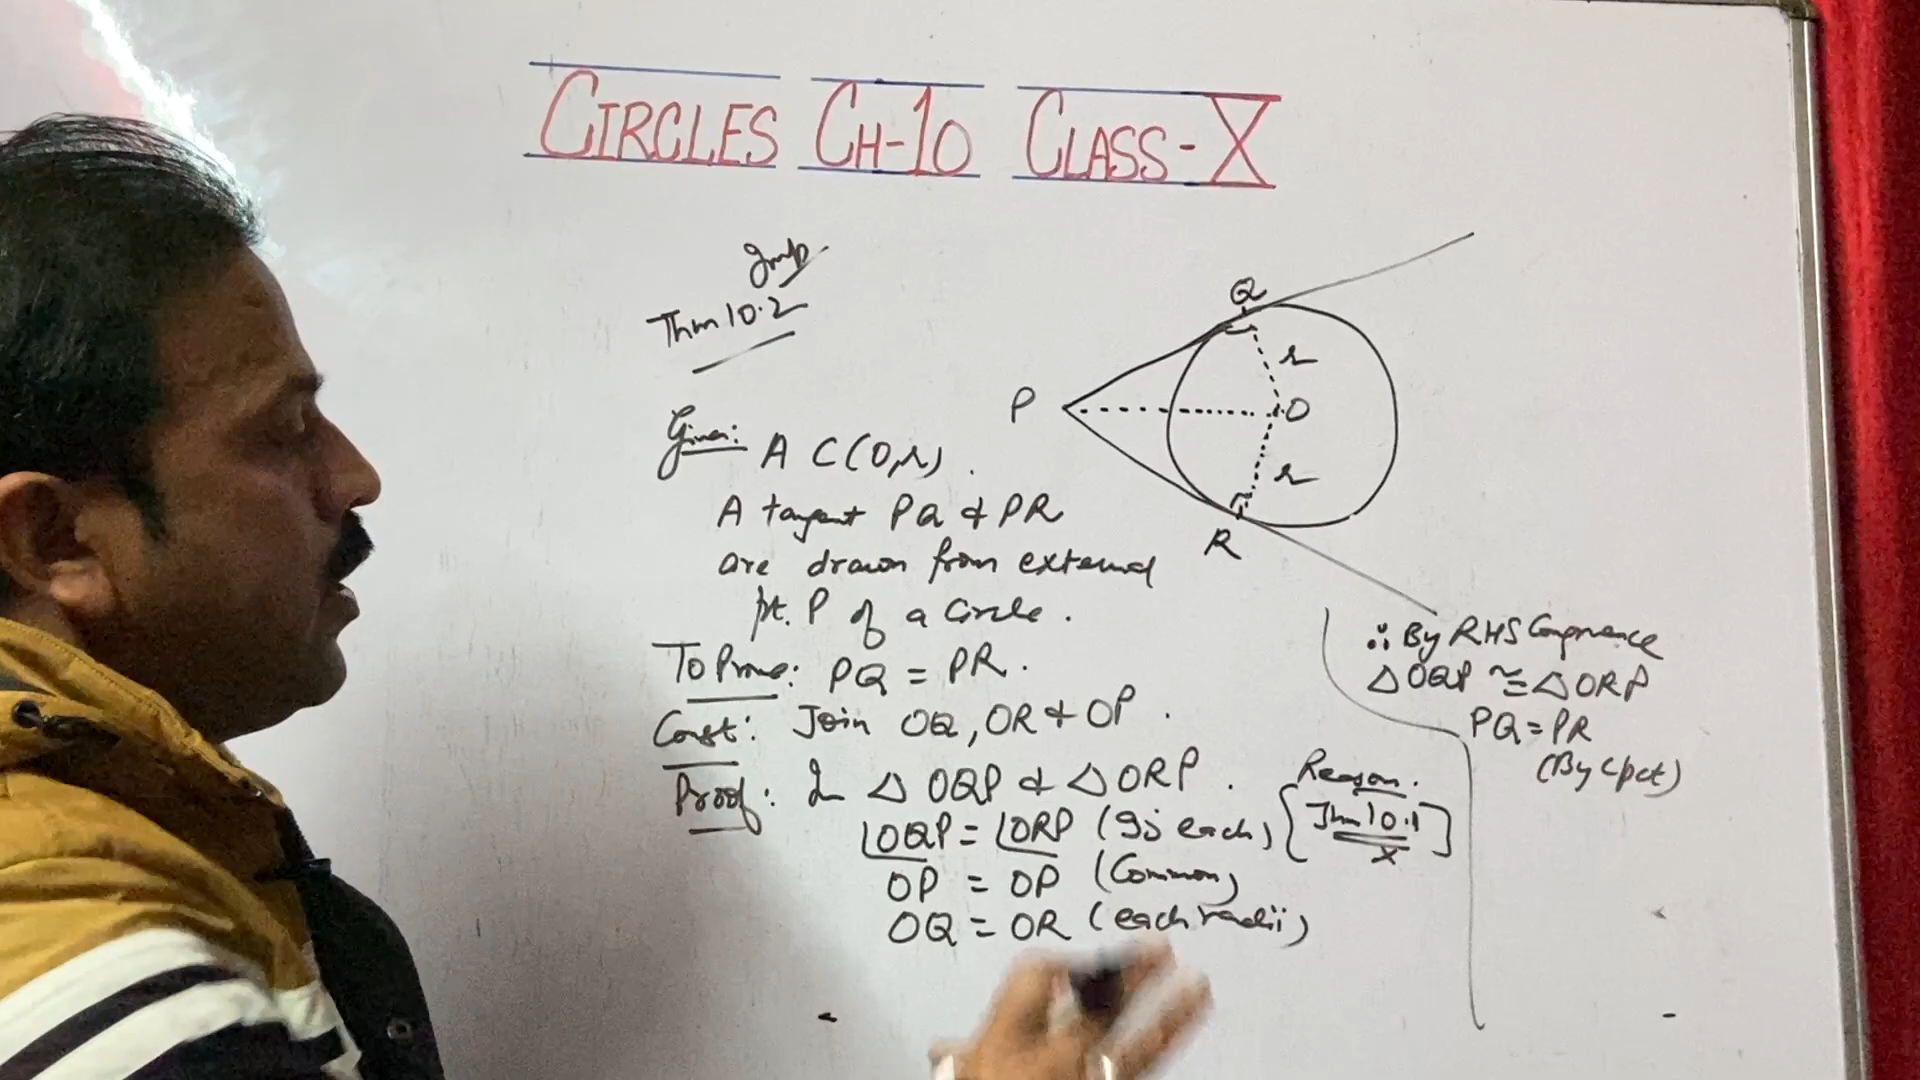 CIRCLES CH-10 CLASS-X
Imp
Thm 10.2
Given: A C(O,r).
A tangent PQ & PR
are drawn from external
pt. P of a Circle.
To Prove: PQ = PR.
Const: Join OQ, OR & OP.
Proof: In △ OQP & △ ORP.
∠OQP = ∠ORP (90° each)
OP = OP (Common)
OQ = OR (each radii)
Reason.
[Thm 10.1]
x
∴ By RHS Congruence
△ OQP ≅ △ ORP
PQ = PR
(By cpct)
Q
r
P
O
r
R